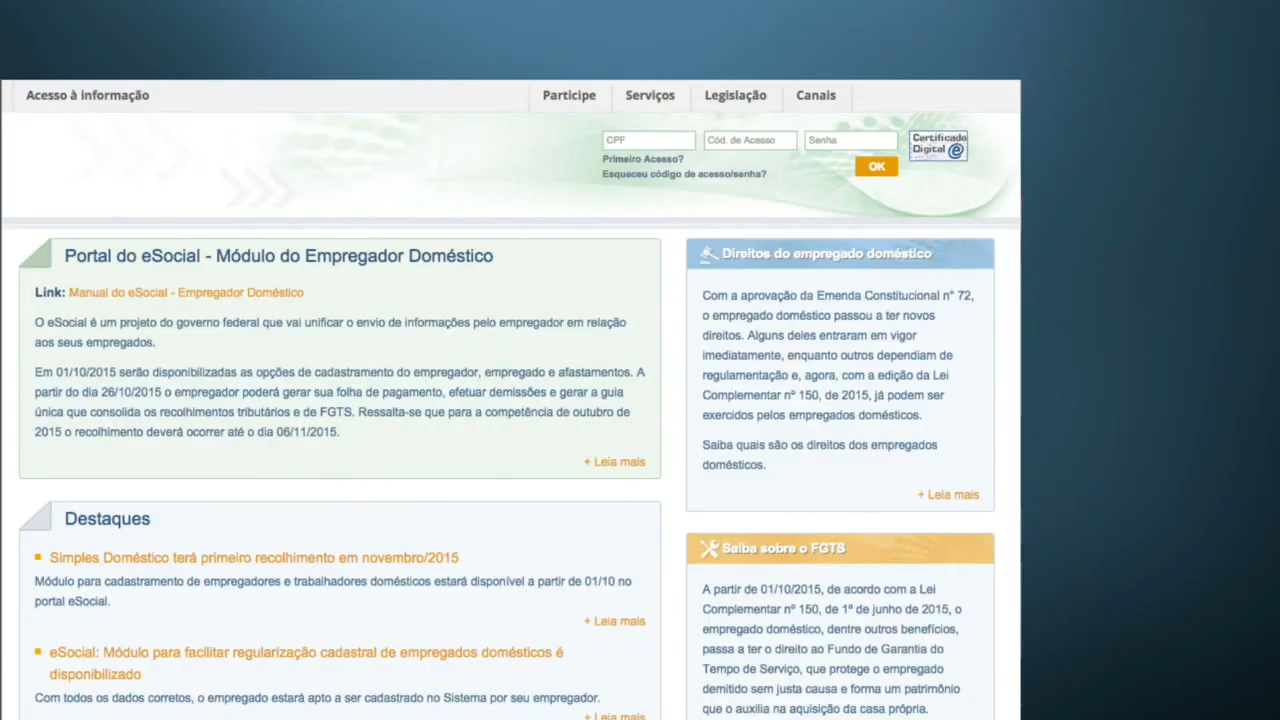 Acesso à informação
Participe
Serviços
Legislação
Canais
CPF
Cód. de Acesso
Senha
Certificado
Digital
Primeiro Acesso?
OK
Esqueceu código de acesso/senha?
Portal do eSocial - Módulo do Empregador Doméstico
Link: Manual do eSocial - Empregador Doméstico
O eSocial é um projeto do governo federal que vai unificar o envio de informações pelo empregador em relação
aos seus empregados.
Em 01/10/2015 serão disponibilizadas as opções de cadastramento do empregador, empregado e afastamentos. A
partir do dia 26/10/2015 o empregador poderá gerar sua folha de pagamento, efetuar demissões e gerar a guia
única que consolida os recolhimentos tributários e de FGTS. Ressalta-se que para a competência de outubro de
2015 o recolhimento deverá ocorrer até o dia 06/11/2015.
+ Leia mais
Destaques
Simples Doméstico terá primeiro recolhimento em novembro/2015
Módulo para cadastramento de empregadores e trabalhadores domésticos estará disponível a partir de 01/10 no
portal eSocial.
+ Leia mais
eSocial: Módulo para facilitar regularização cadastral de empregados domésticos é
disponibilizado
Com todos os dados corretos, o empregado estará apto a ser cadastrado no Sistema por seu empregador.
+ Leia mais
Direitos do empregado doméstico
Com a aprovação da Emenda Constitucional n° 72,
o empregado doméstico passou a ter novos
direitos. Alguns deles entraram em vigor
imediatamente, enquanto outros dependiam de
regulamentação e, agora, com a edição da Lei
Complementar nº 150, de 2015, já podem ser
exercidos pelos empregados domésticos.
Saiba quais são os direitos dos empregados
domésticos.
+ Leia mais
Saiba sobre o FGTS
A partir de 01/10/2015, de acordo com a Lei
Complementar nº 150, de 1º de junho de 2015, o
empregado doméstico, dentre outros benefícios,
passa a ter o direito ao Fundo de Garantia do
Tempo de Serviço, que protege o empregado
demitido sem justa causa e forma um patrimônio
que o auxilia na aquisição da casa própria.